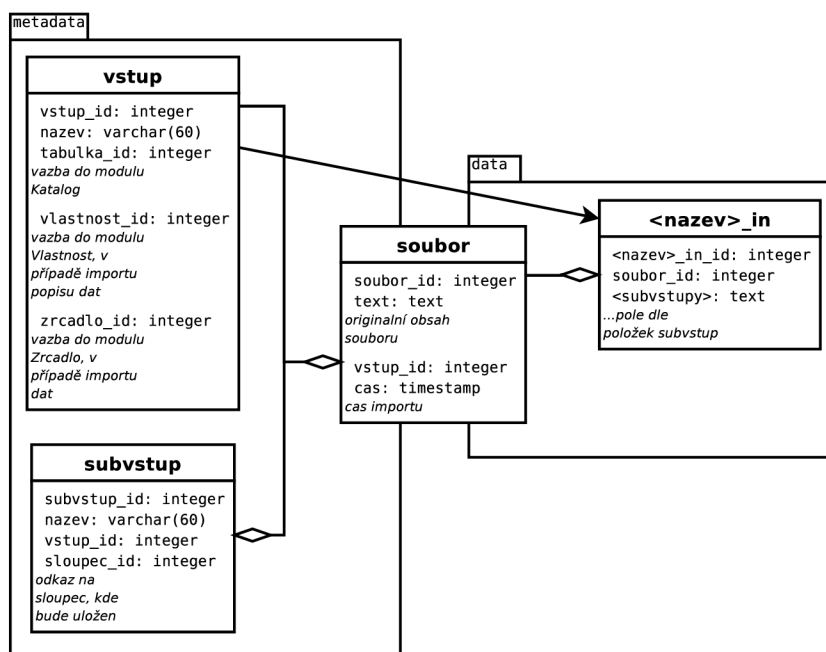 metadata
vstup
vstup_id: integer
nazev: varchar(60)
tabulka_id: integer
vazba do modulu
Katalog
vlastnost_id: integer
vazba do modulu
Vlastnost, v
případě importu
popisu dat
zrcadlo_id: integer
vazba do modulu
Zrcadlo, v
případě importu
dat
subvstup
subvstup_id: integer
nazev: varchar(60)
vstup_id: integer
sloupec_id: integer
odkaz na
sloupec, kde
bude uložen
soubor
soubor_id: integer
text: text
originalní obsah
souboru
vstup_id: integer
cas: timestamp
cas importu
data
<nazev>_in
<nazev>_in_id: integer
soubor_id: integer
<subvstupy>: text
...pole dle
položek subvstup